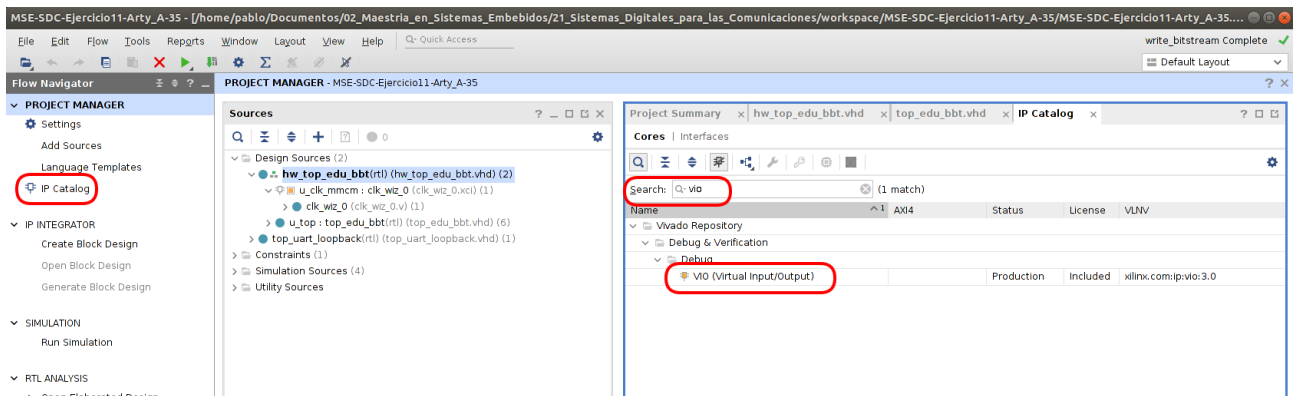 MSE-SDC-Ejercicio11-Arty_A-35 - [/home/pablo/Documentos/02_Maestria_en_Sistemas_Embebidos/21_Sistemas_Digitales_para_las_Comunicaciones/workspace/MSE-SDC-Ejercicio11-Arty_A-35/MSE-SDC-Ejercicio11-Arty_A-35....
File Edit Flow Tools Reports Window Layout View Help Q- Quick Access write_bitstream Complete
Default Layout
Flow Navigator
PROJECT MANAGER - MSE-SDC-Ejercicio11-Arty_A-35
PROJECT MANAGER
Settings
Add Sources
Language Templates
IP Catalog
IP INTEGRATOR
Create Block Design
Open Block Design
Generate Block Design
SIMULATION
Run Simulation
RTL ANALYSIS
Open Elaborated Design
Sources
0
Design Sources (2)
hw_top_edu_bbt(rtl) (hw_top_edu_bbt.vhd) (2)
u_clk_mmcm : clk_wiz_0 (clk_wiz_0.xci) (1)
clk_wiz_0 (clk_wiz_0.v) (1)
u_top : top_edu_bbt(rtl) (top_edu_bbt.vhd) (6)
top_uart_loopback(rtl) (top_uart_loopback.vhd) (1)
Constraints (1)
Simulation Sources (4)
Utility Sources
Project Summary hw_top_edu_bbt.vhd top_edu_bbt.vhd IP Catalog
Cores | Interfaces
Search: Q- vio (1 match)
Name 1 AXI4 Status License VLNV
Vivado Repository
Debug & Verification
Debug
VIO (Virtual Input/Output) Production Included xilinx.com:ip:vio:3.0